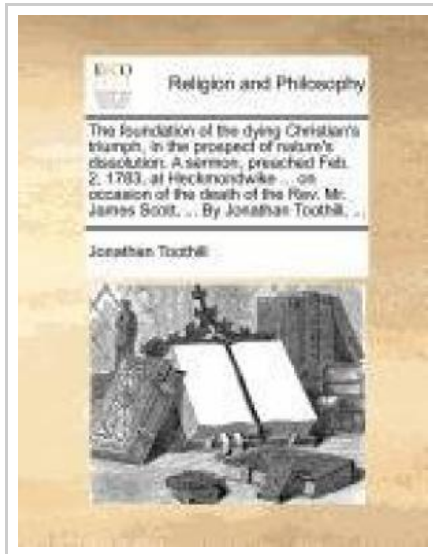 ECCO
Religion and Philosophy
The foundation of the dying Christian's
triumph, in the prospect of nature's
dissolution. A sermon, preached Feb.
2, 1783, at Heckmondwike ... on
occasion of the death of the Rev. Mr.
James Scott, ... By Jonathan Toothill, ...
Jonathan Toothill